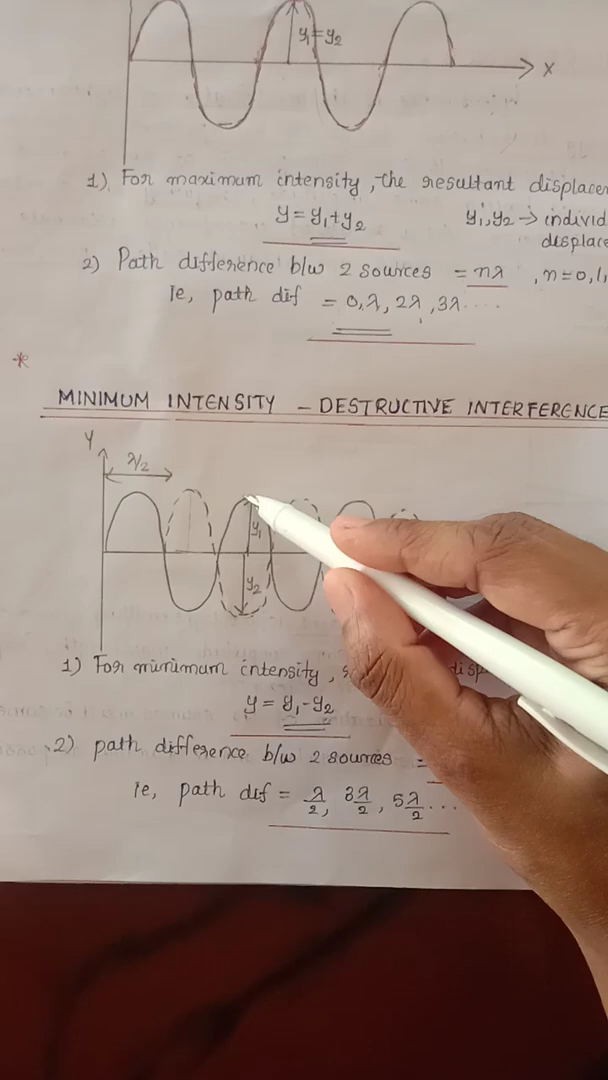 y₁=y₂
X
1) For maximum intensity, the resultant displacem
y = y₁+y₂ y₁,y₂ → individ
displace
2) Path difference b/w 2 sources = nλ , n=0,1,
Ie, path dif = 0,λ, 2λ ,3λ....
*
MINIMUM INTENSITY – DESTRUCTIVE INTERFERENCE
Y
λ/2
y₁
y₂
1) For minimum intensity, disp
y = y₁-y₂
2) path difference b/w 2 sources =
Ie, path dif = λ/2, 3λ/2, 5λ/2...